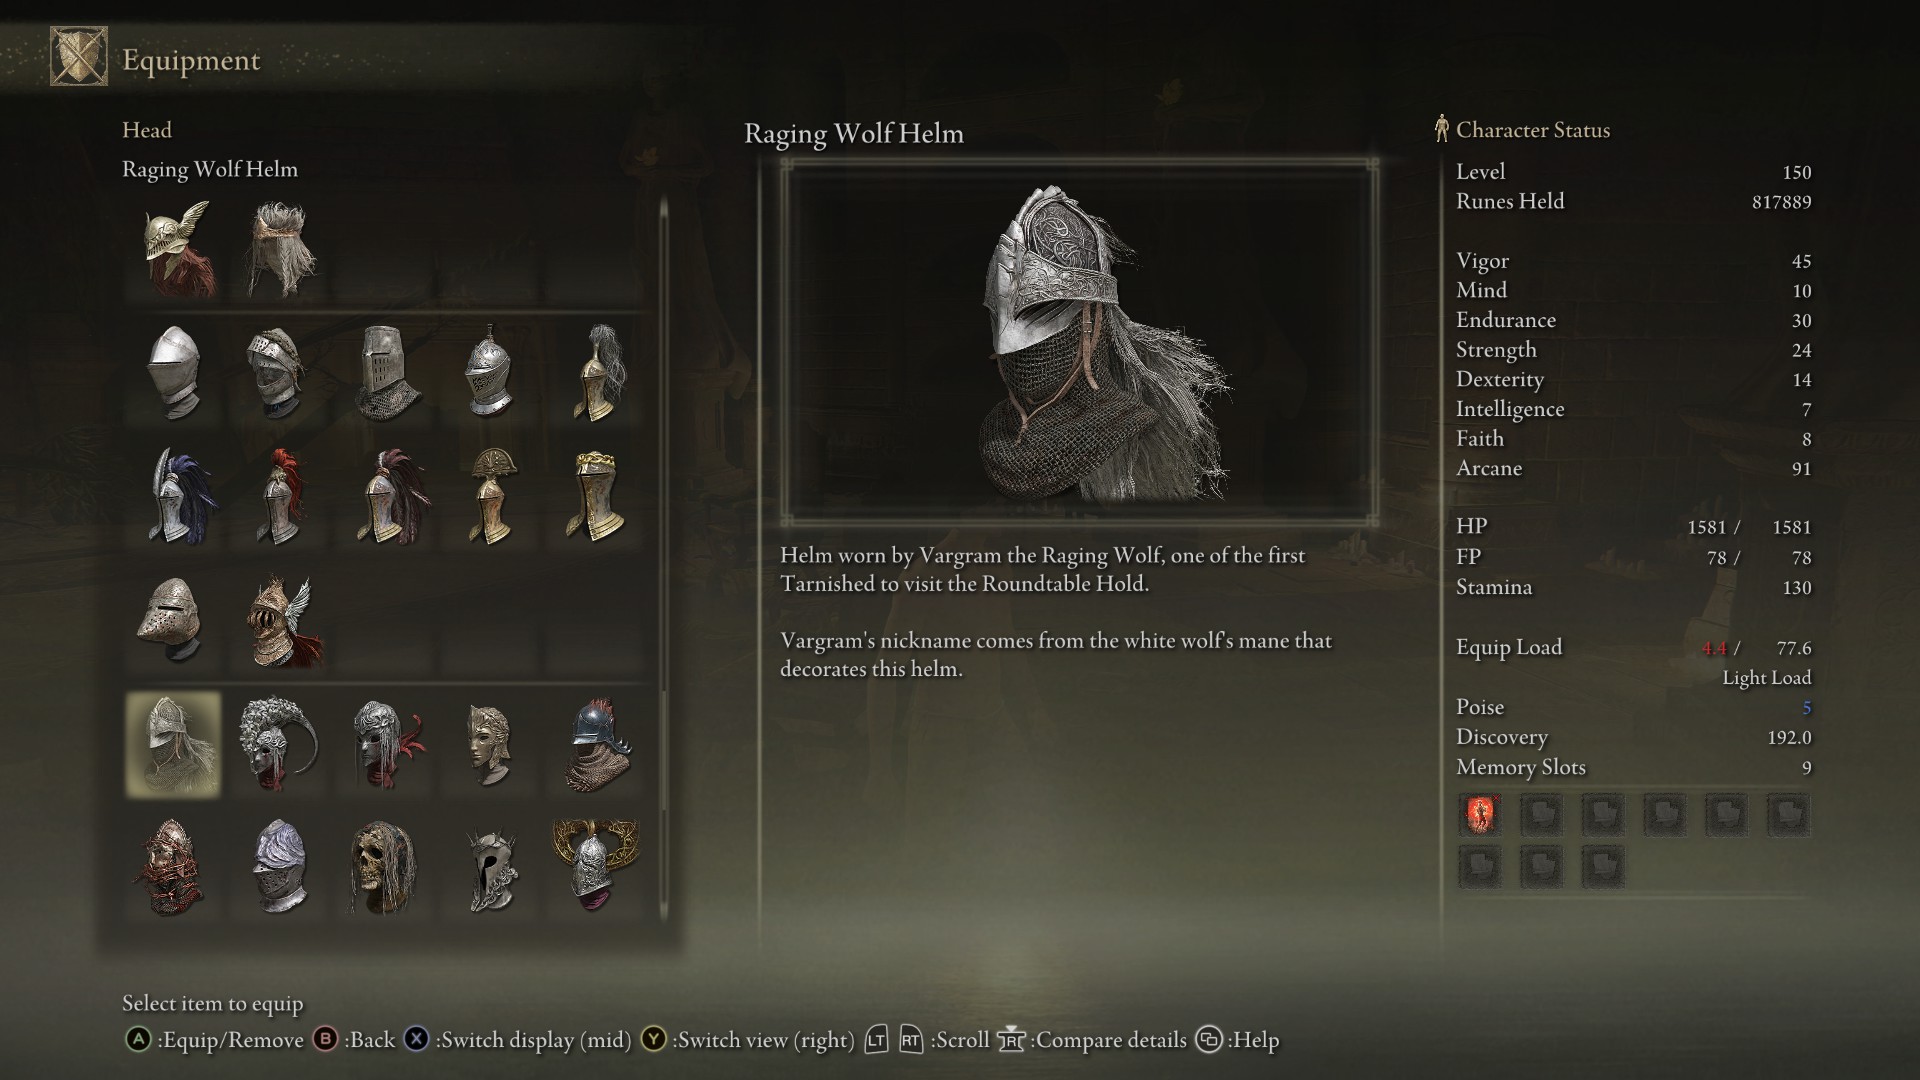 Equipment
Head
Raging Wolf Helm
Raging Wolf Helm
Helm worn by Vargram the Raging Wolf, one of the first
Tarnished to visit the Roundtable Hold.
Vargram's nickname comes from the white wolf's mane that
decorates this helm.
Character Status
Level 150
Runes Held 817889
Vigor 45
Mind 10
Endurance 30
Strength 24
Dexterity 14
Intelligence 7
Faith 8
Arcane 91
HP 1581 / 1581
FP 78 / 78
Stamina 130
Equip Load 4.4 / 77.6
Light Load
Poise 5
Discovery 192.0
Memory Slots 9
Select item to equip
A :Equip/Remove B :Back X :Switch display (mid) Y :Switch view (right) LT RT :Scroll R :Compare details :Help